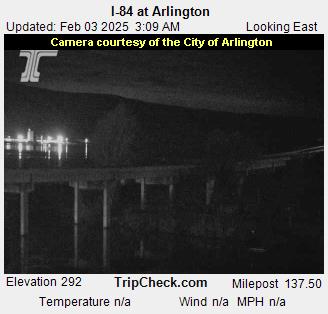 I-84 at Arlington
Updated: Feb 03 2025 3:09 AM Looking East
Camera courtesy of the City of Arlington
Elevation 292 TripCheck.com Milepost 137.50
Temperature n/a Wind n/a MPH n/a